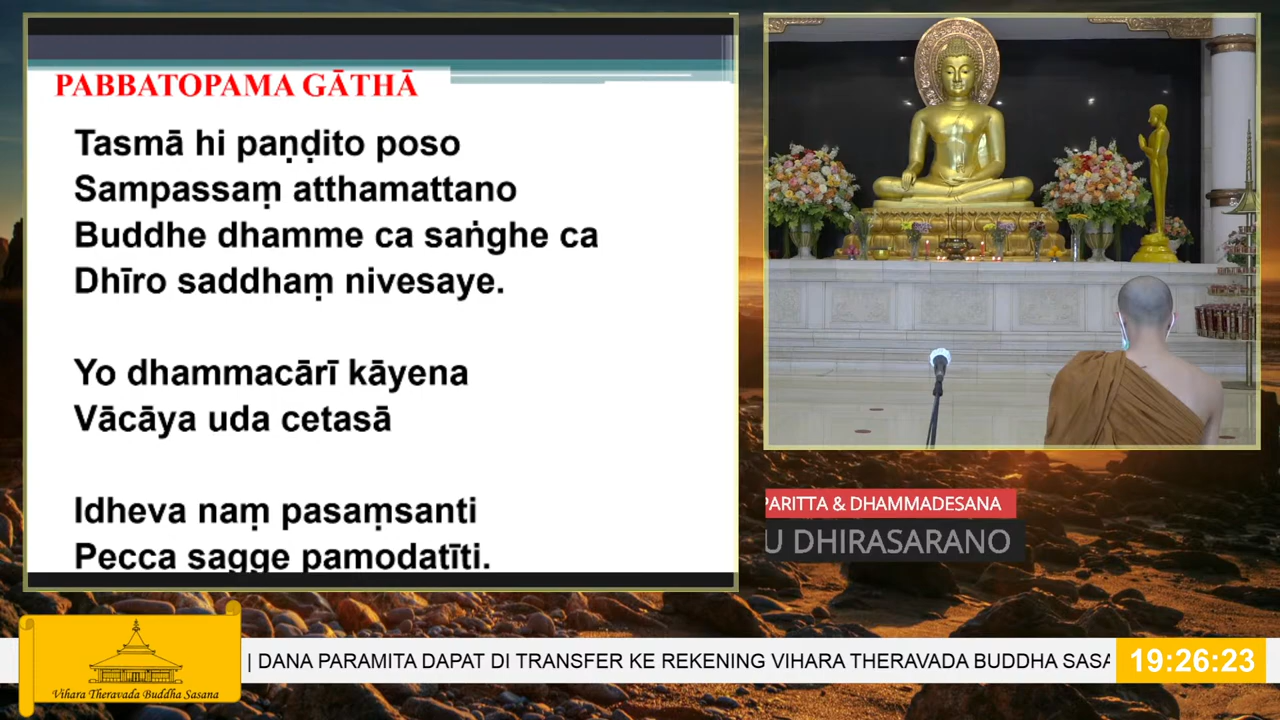 PABBATOPAMA GĀTHĀ
Tasmā hi paṇḍito poso
Sampassaṃ atthamattano
Buddhe dhamme ca saṅghe ca
Dhīro saddhaṃ nivesaye.
Yo dhammacārī kāyena
Vācāya uda cetasā
Idheva naṃ pasaṃsanti
Pecca sagge pamodatīti.
PARITTA & DHAMMADESANA
U DHIRASARANO
Vihara Theravada Buddha Sasana
| DANA PARAMITA DAPAT DI TRANSFER KE REKENING VIHARA THERAVADA BUDDHA SASA
19:26:23